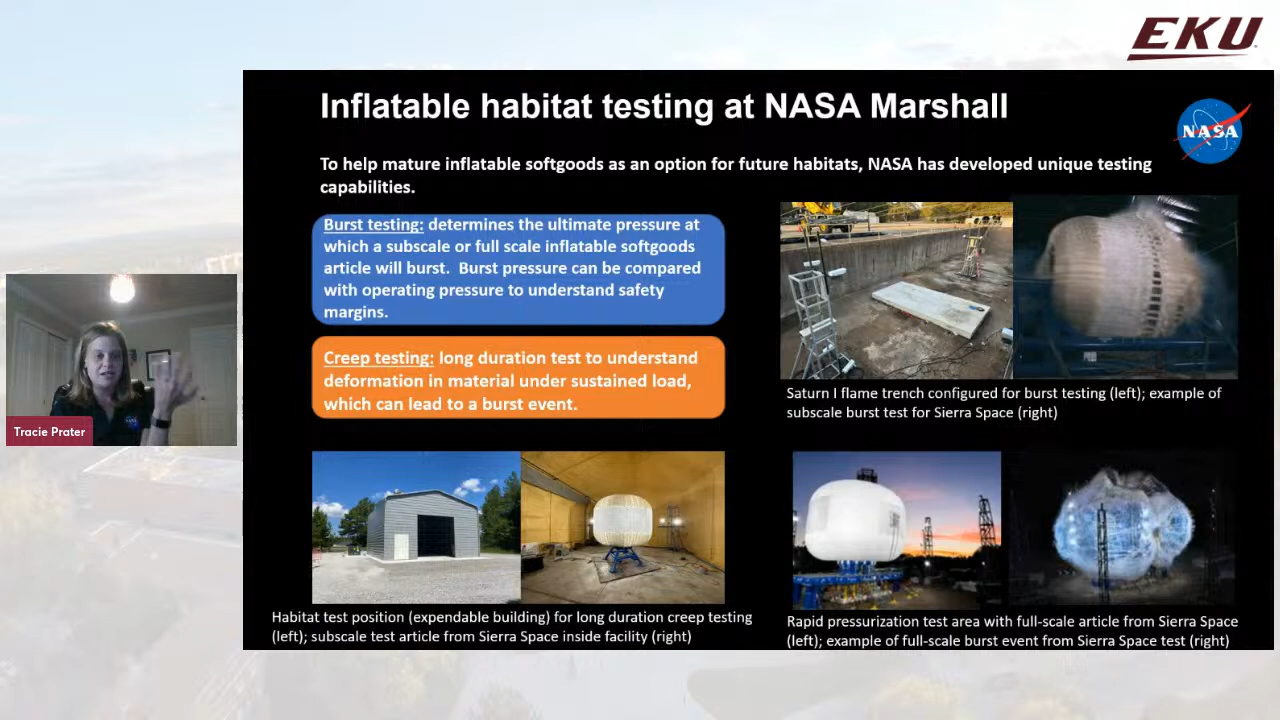 EKU
Inflatable habitat testing at NASA Marshall
NASA
To help mature inflatable softgoods as an option for future habitats, NASA has developed unique testing
capabilities.
Burst testing: determines the ultimate pressure at
which a subscale or full scale inflatable softgoods
article will burst. Burst pressure can be compared
with operating pressure to understand safety
margins.
Creep testing: long duration test to understand
deformation in material under sustained load,
which can lead to a burst event.
Saturn I flame trench configured for burst testing (left); example of
subscale burst test for Sierra Space (right)
Tracie Prater
Habitat test position (expendable building) for long duration creep testing
(left); subscale test article from Sierra Space inside facility (right)
Rapid pressurization test area with full-scale article from Sierra Space
(left); example of full-scale burst event from Sierra Space test (right)